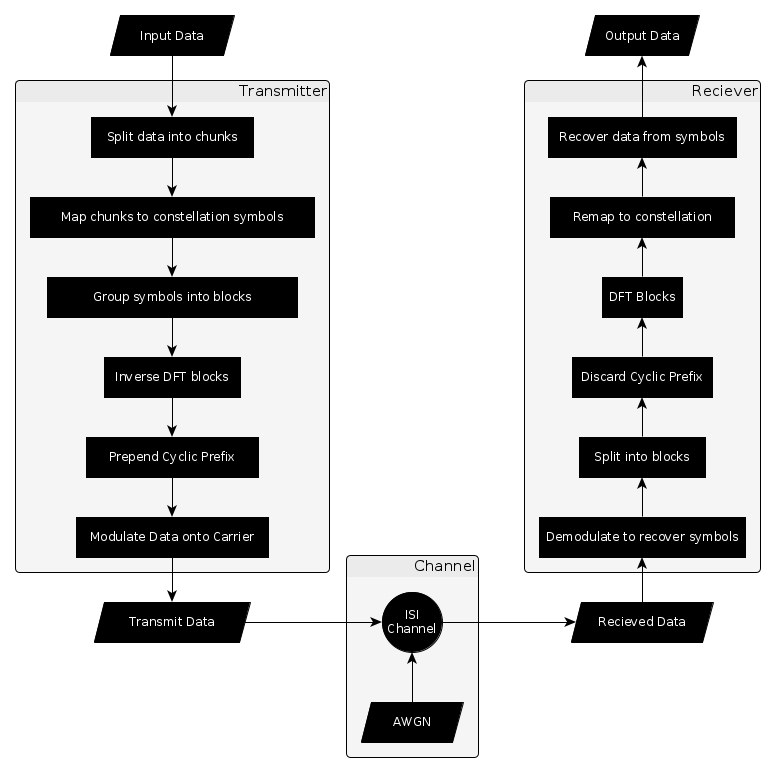 Input Data
Transmitter
Split data into chunks
Map chunks to constellation symbols
Group symbols into blocks
Inverse DFT blocks
Prepend Cyclic Prefix
Modulate Data onto Carrier
Transmit Data
Channel
ISI
Channel
AWGN
Output Data
Reciever
Recover data from symbols
Remap to constellation
DFT Blocks
Discard Cyclic Prefix
Split into blocks
Demodulate to recover symbols
Recieved Data